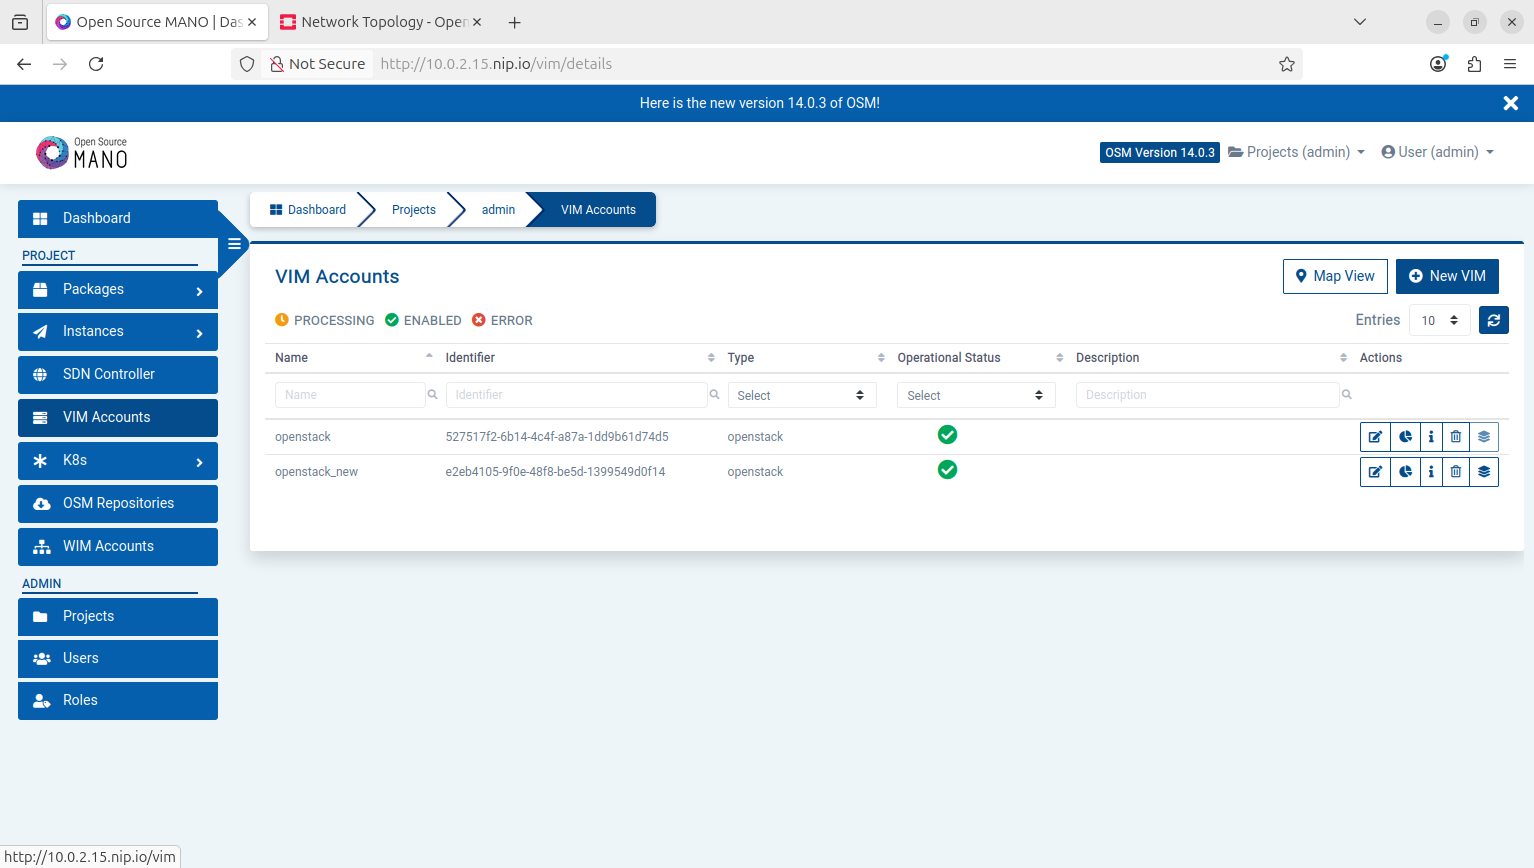 Open Source MANO | Das
Network Topology - Open
Not Secure
http://10.0.2.15.nip.io/vim/details
Here is the new version 14.0.3 of OSM!
Open Source
MANO
OSM Version 14.0.3
Projects (admin)
User (admin)
Dashboard
PROJECT
Packages
Instances
SDN Controller
VIM Accounts
K8s
OSM Repositories
WIM Accounts
ADMIN
Projects
Users
Roles
Dashboard
Projects
admin
VIM Accounts
VIM Accounts
Map View
New VIM
PROCESSING
ENABLED
ERROR
Entries
10
Name
Identifier
Type
Operational Status
Description
Actions
Name
Identifier
Select
Select
Description
openstack
527517f2-6b14-4c4f-a87a-1dd9b61d74d5
openstack
openstack_new
e2eb4105-9f0e-48f8-be5d-1399549d0f14
openstack
http://10.0.2.15.nip.io/vim